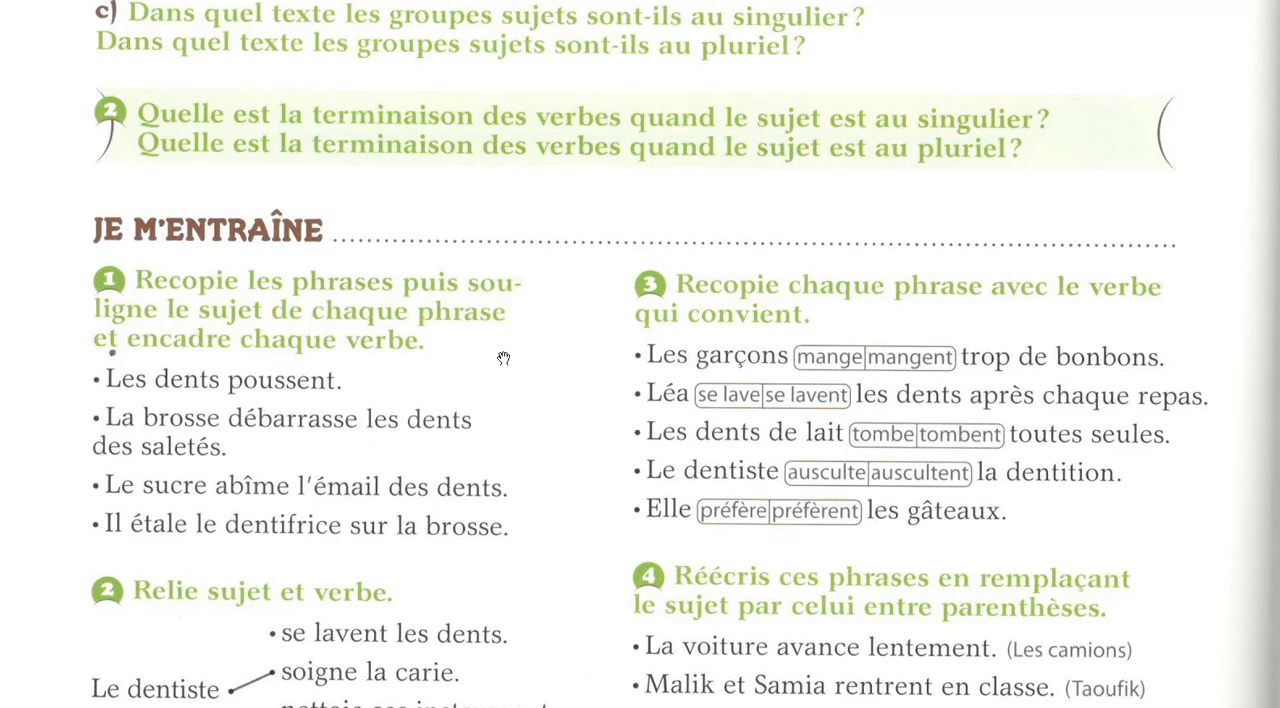 c) Dans quel texte les groupes sujets sont-ils au singulier ?
Dans quel texte les groupes sujets sont-ils au pluriel ?
2 Quelle est la terminaison des verbes quand le sujet est au singulier ?
Quelle est la terminaison des verbes quand le sujet est au pluriel ?
JE M'ENTRAÎNE
1 Recopie les phrases puis sou-
ligne le sujet de chaque phrase
et encadre chaque verbe.
• Les dents poussent.
• La brosse débarrasse les dents
des saletés.
• Le sucre abîme l'émail des dents.
• Il étale le dentifrice sur la brosse.
2 Relie sujet et verbe.
• se lavent les dents.
• soigne la carie.
Le dentiste •
3 Recopie chaque phrase avec le verbe
qui convient.
• Les garçons mange|mangent trop de bonbons.
• Léa se lave|se lavent les dents après chaque repas.
• Les dents de lait tombe|tombent toutes seules.
• Le dentiste ausculte|auscultent la dentition.
• Elle préfère|préfèrent les gâteaux.
4 Réécris ces phrases en remplaçant
le sujet par celui entre parenthèses.
• La voiture avance lentement. (Les camions)
• Malik et Samia rentrent en classe. (Taoufik)